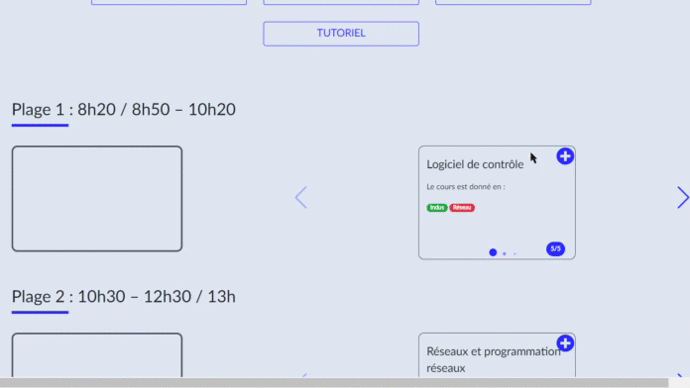 TUTORIEL
Plage 1 : 8h20 / 8h50 – 10h20
Logiciel de contrôle
Le cours est donné en :
Indus Réseau
5/5
Plage 2 : 10h30 – 12h30 / 13h
Réseaux et programmation
réseaux